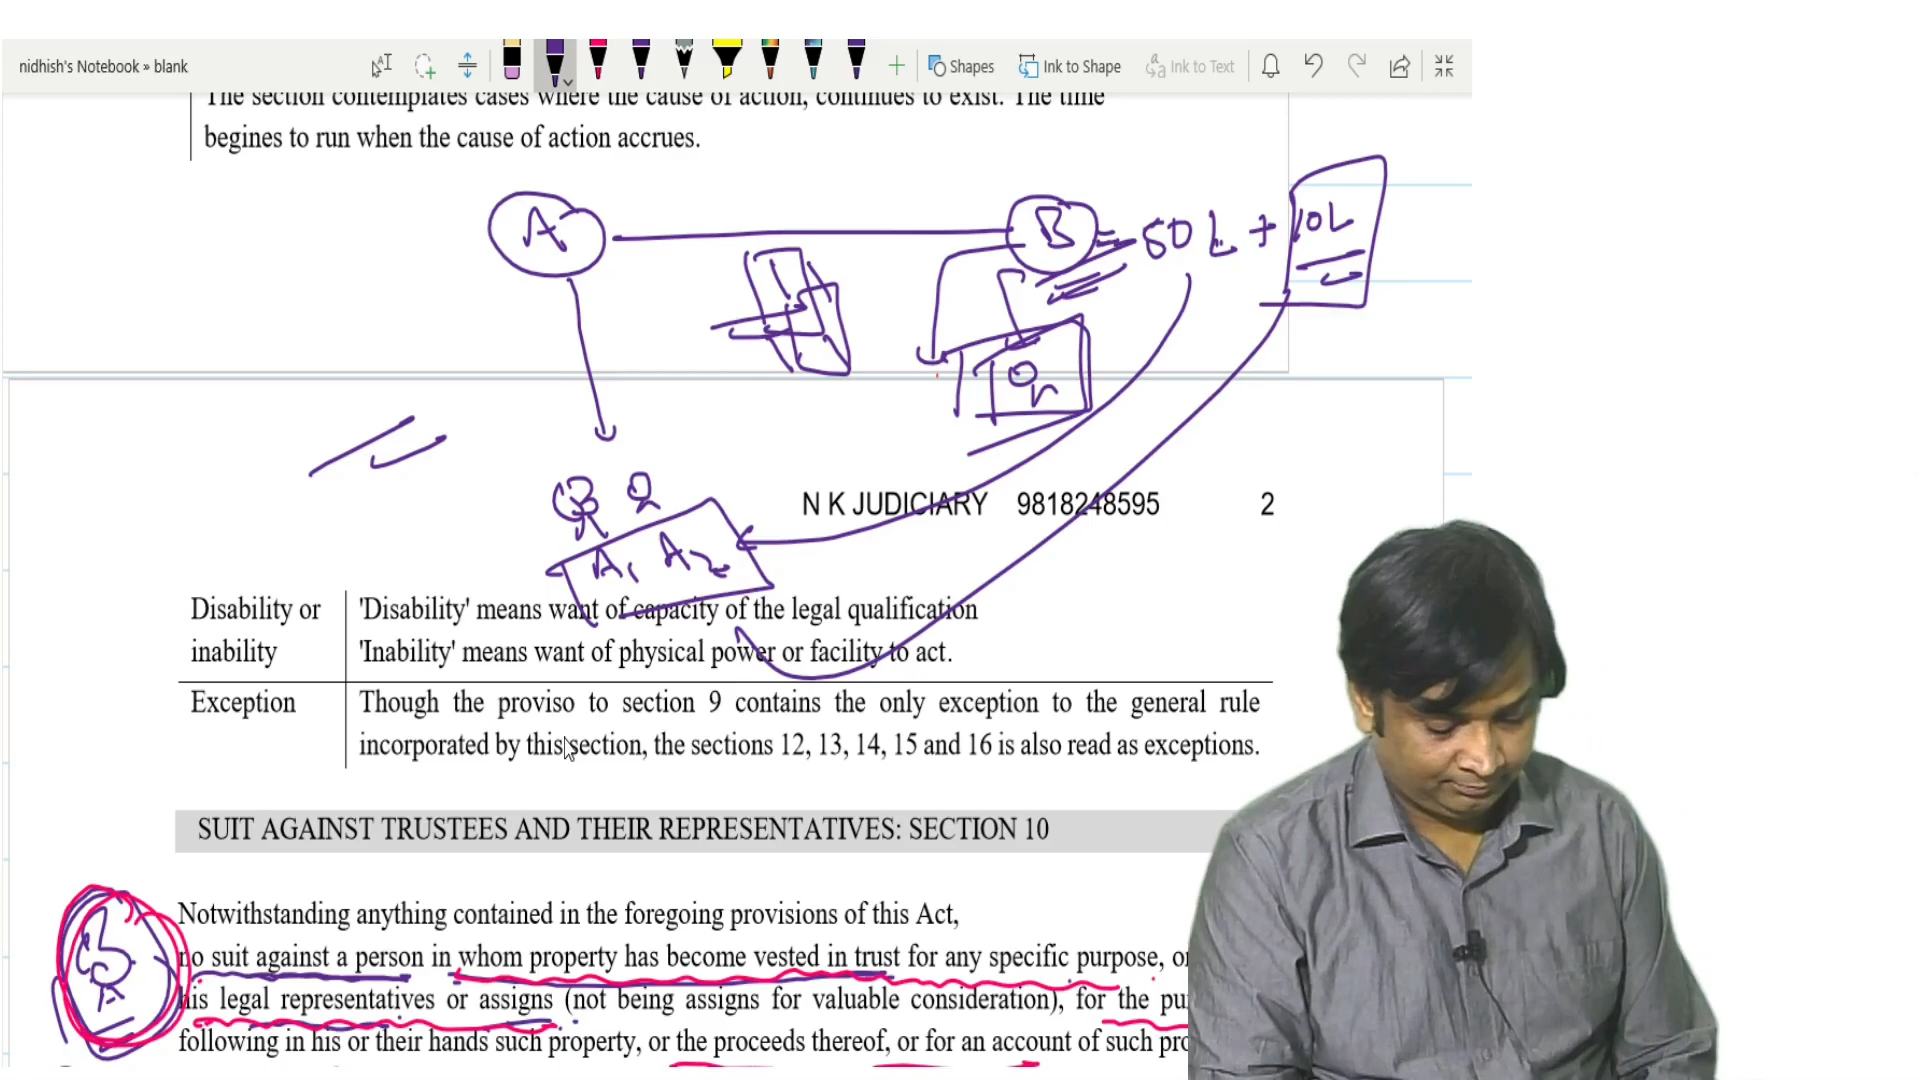 nidhish's Notebook » blank
Shapes
Ink to Shape
Ink to Text
The section contemplates cases where the cause of action, continues to exist. The time
begines to run when the cause of action accrues.
A B = 50 L + 10L
A1 A2
N K JUDICIARY 9818248595 2
Disability or inability
'Disability' means want of capacity of the legal qualification
'Inability' means want of physical power or facility to act.
Exception
Though the proviso to section 9 contains the only exception to the general rule
incorporated by this section, the sections 12, 13, 14, 15 and 16 is also read as exceptions.
SUIT AGAINST TRUSTEES AND THEIR REPRESENTATIVES: SECTION 10
Notwithstanding anything contained in the foregoing provisions of this Act,
no suit against a person in whom property has become vested in trust for any specific purpose, or
his legal representatives or assigns (not being assigns for valuable consideration), for the pu
following in his or their hands such property, or the proceeds thereof, or for an account of such pro